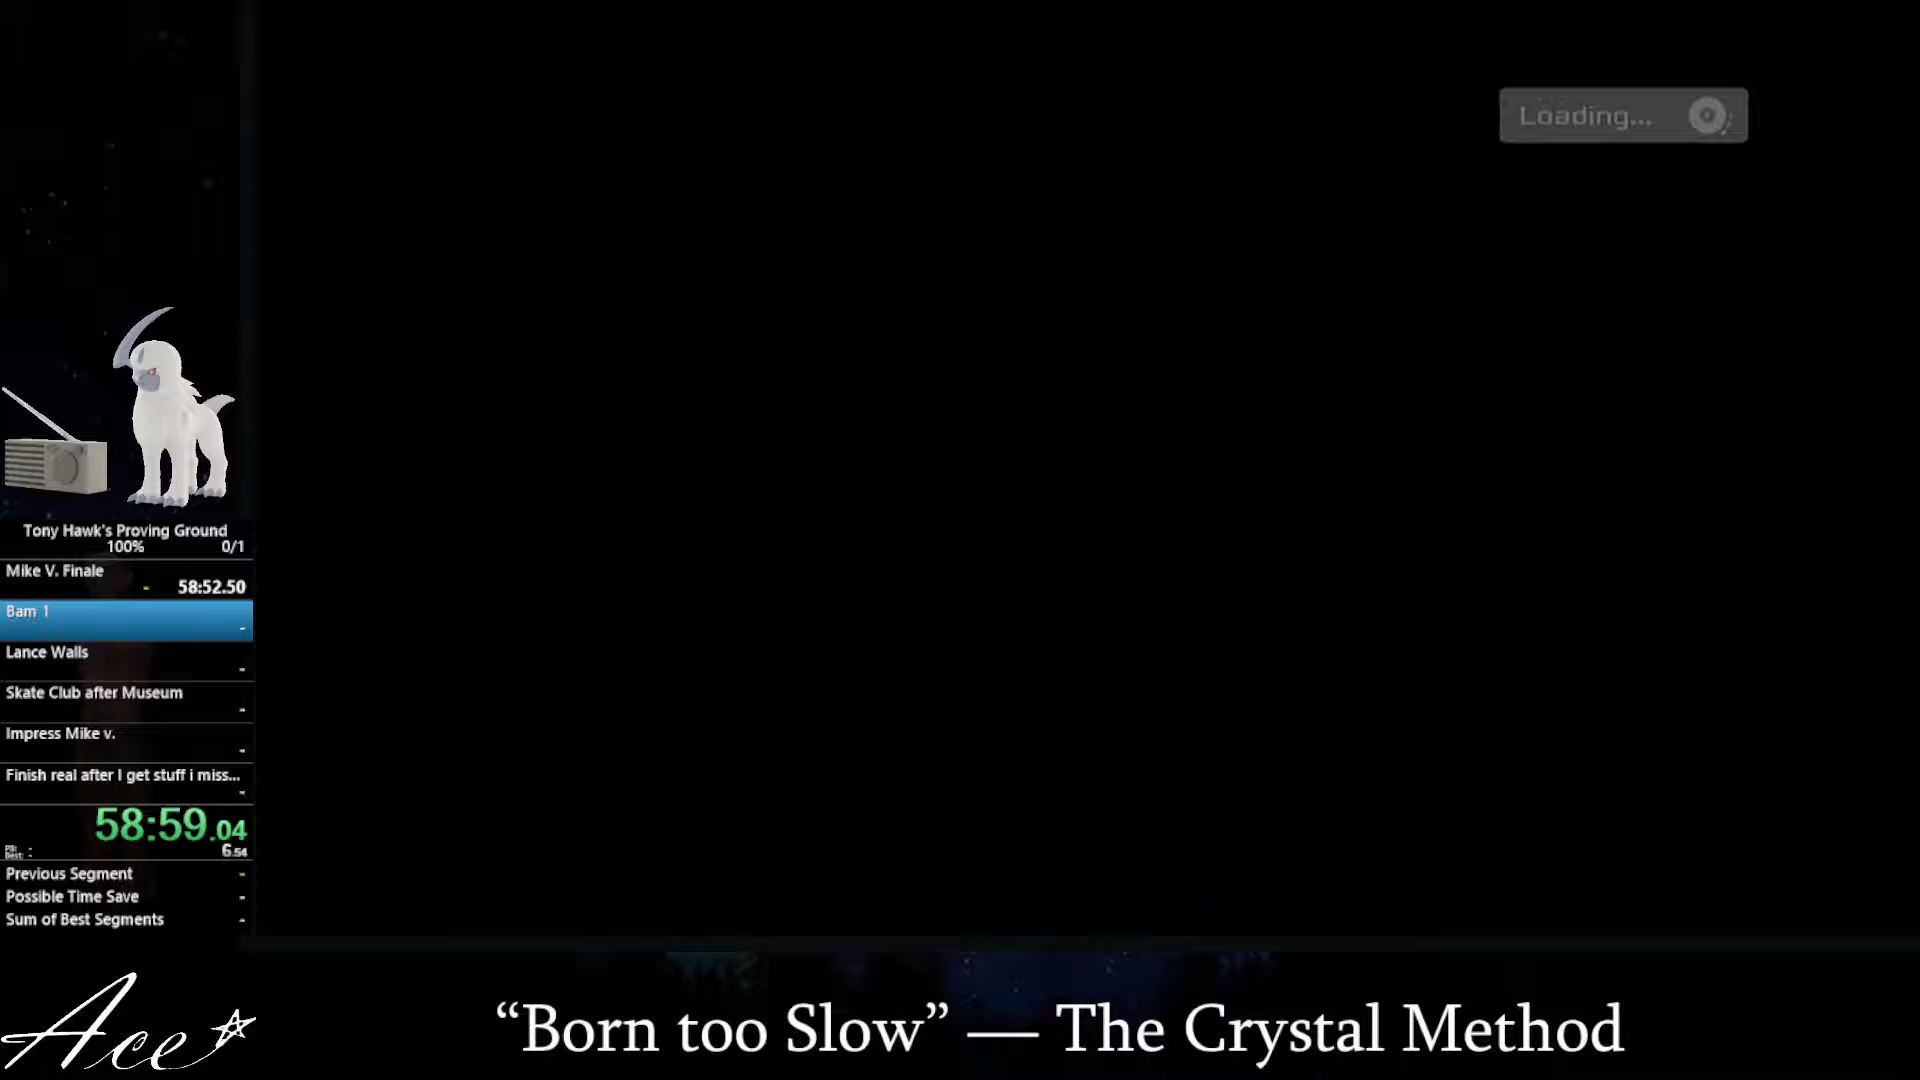 Loading...
Tony Hawk's Proving Ground
100% 0/1
Mike V. Finale
- 58:52.50
Bam 1
-
Lance Walls
-
Skate Club after Museum
-
Impress Mike v.
-
Finish real after I get stuff i miss...
-
58:59.04
PB: -
Best: -
6.54
Previous Segment -
Possible Time Save -
Sum of Best Segments -
Ace
“Born too Slow” — The Crystal Method